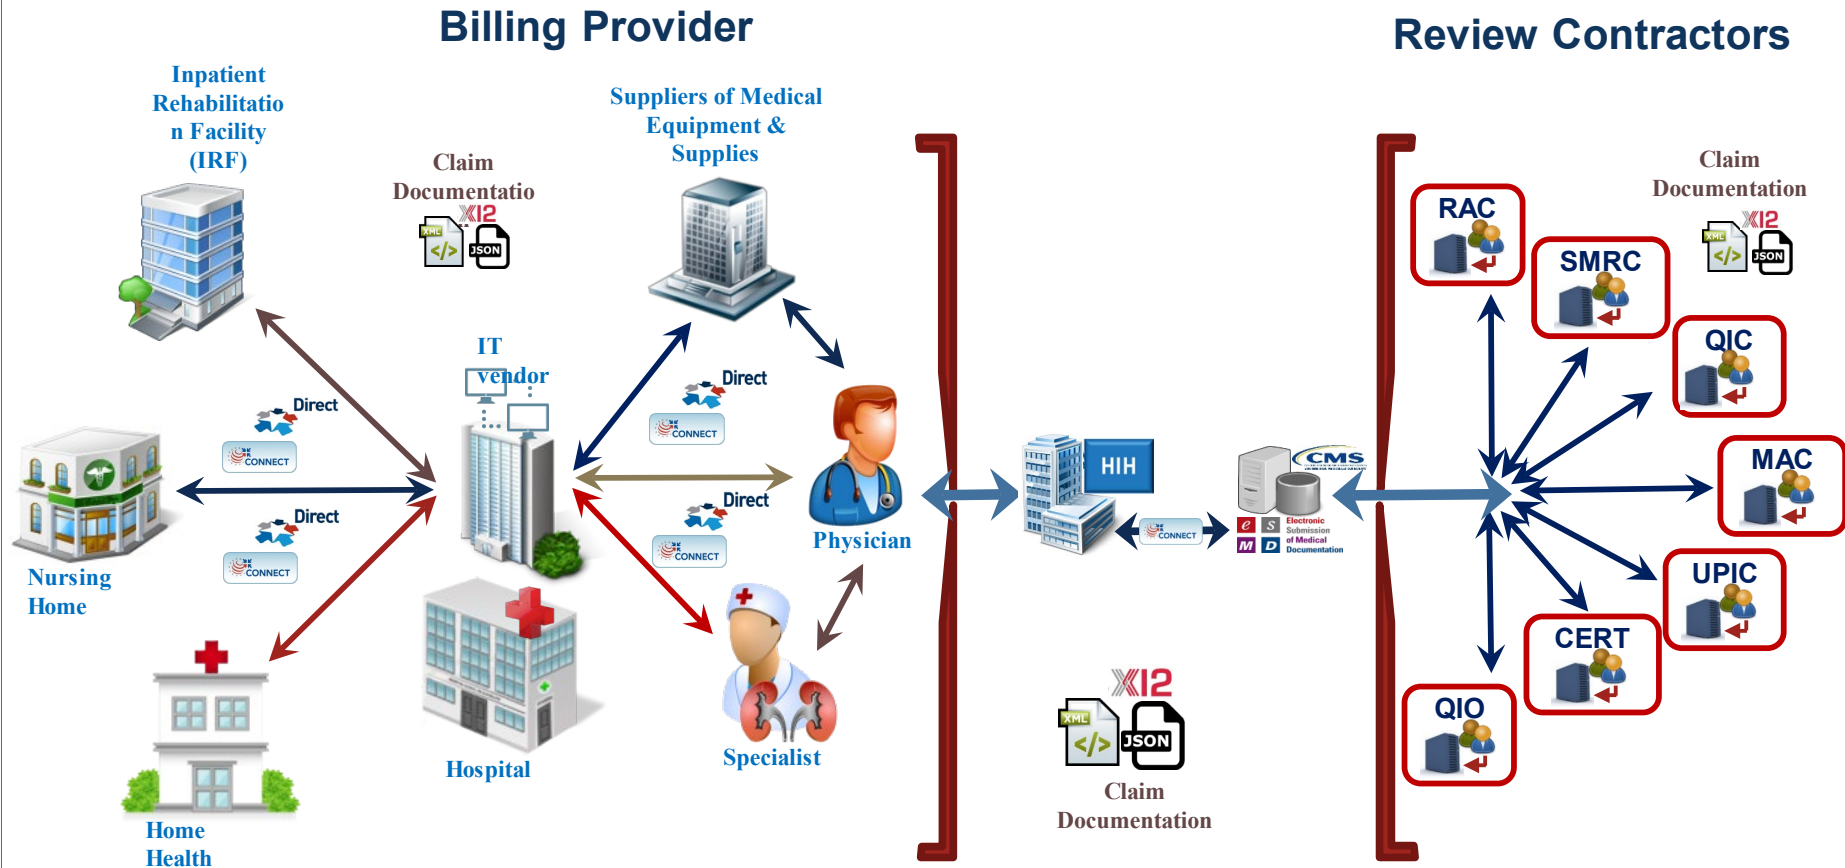 Billing Provider
Review Contractors
Inpatient
Rehabilitatio
n Facility
(IRF)
Claim
Documentatio
X12
XML
</>
JSON
Suppliers of Medical
Equipment &
Supplies
IT
vendor
Direct
CONNECT
Direct
CONNECT
Direct
CONNECT
Direct
CONNECT
Nursing
Home
Home
Health
Hospital
Physician
Specialist
HIH
CONNECT
CMS
e S
M D
Electronic
Submission
of Medical
Documentation
X12
XML
</>
JSON
Claim
Documentation
Claim
Documentation
X12
XML
</>
JSON
RAC
SMRC
QIC
MAC
UPIC
CERT
QIO